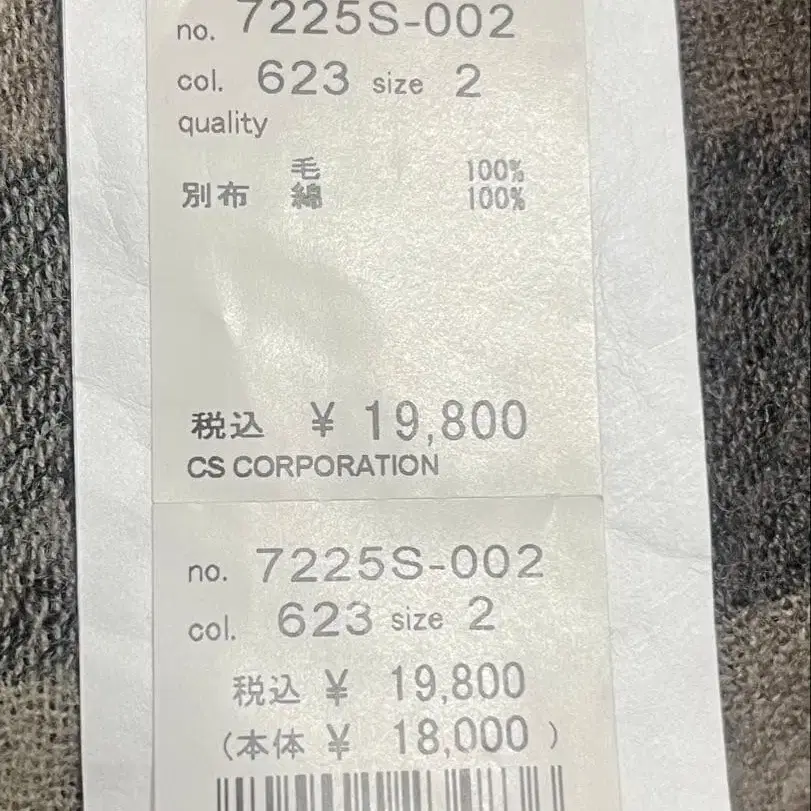 no. 7225S-002
col. 623 size 2
quality
毛 100%
別布 綿 100%
税込 ¥ 19,800
CS CORPORATION
no. 7225S-002
col. 623 size 2
税込 ¥ 19,800
(本体 ¥ 18,000 )